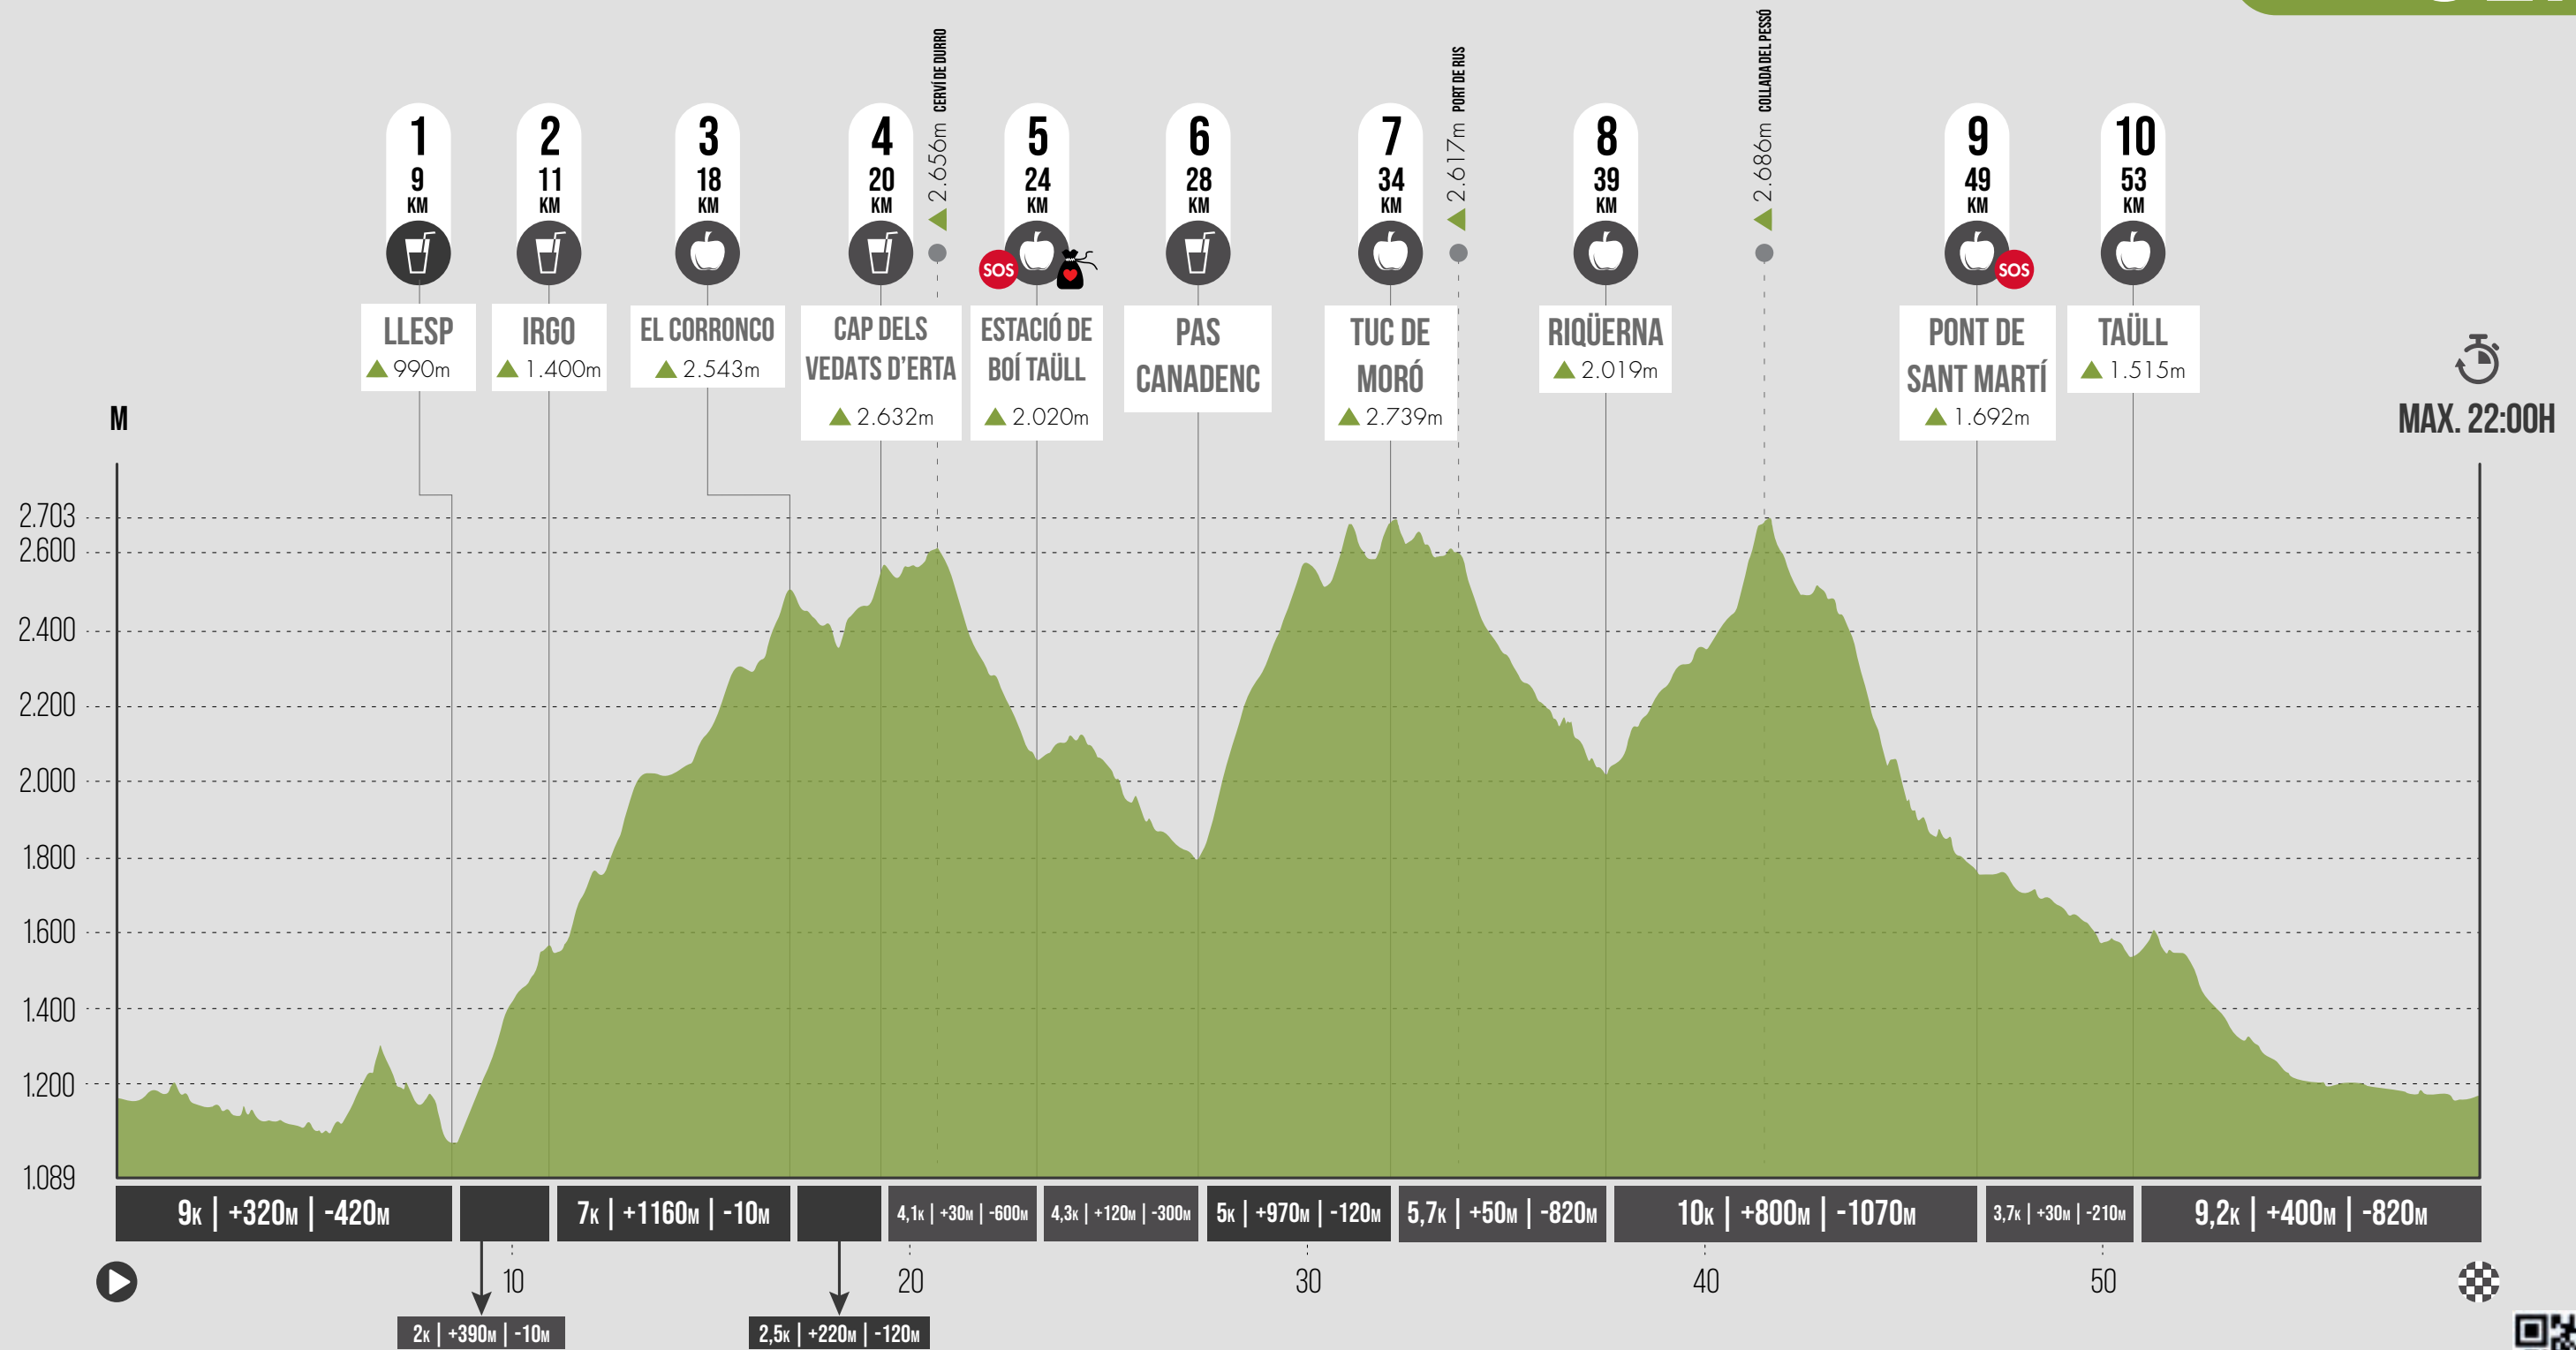 CERVÍ DE DURRO
2.656m
PORT DE RUS
2.617m
COLLADA DEL PESSÓ
2.686m
1
9
KM
2
11
KM
3
18
KM
4
20
KM
5
24
KM
6
28
KM
7
34
KM
8
39
KM
9
49
KM
10
53
KM
SOS
SOS
LLESP
990m
IRGO
1.400m
EL CORRONCO
2.543m
CAP DELS
VEDATS D'ERTA
2.632m
ESTACIÓ DE
BOÍ TAÜLL
2.020m
PAS
CANADENC
TUC DE
MORÓ
2.739m
RIQÜERNA
2.019m
PONT DE
SANT MARTÍ
1.692m
TAÜLL
1.515m
MAX. 22:00H
M
2.703
2.600
2.400
2.200
2.000
1.800
1.600
1.400
1.200
1.089
9K | +320M | -420M
7K | +1160M | -10M
4,1K | +30M | -600M
4,3K | +120M | -300M
5K | +970M | -120M
5,7K | +50M | -820M
10K | +800M | -1070M
3,7K | +30M | -210M
9,2K | +400M | -820M
10
20
30
40
50
2K | +390M | -10M
2,5K | +220M | -120M